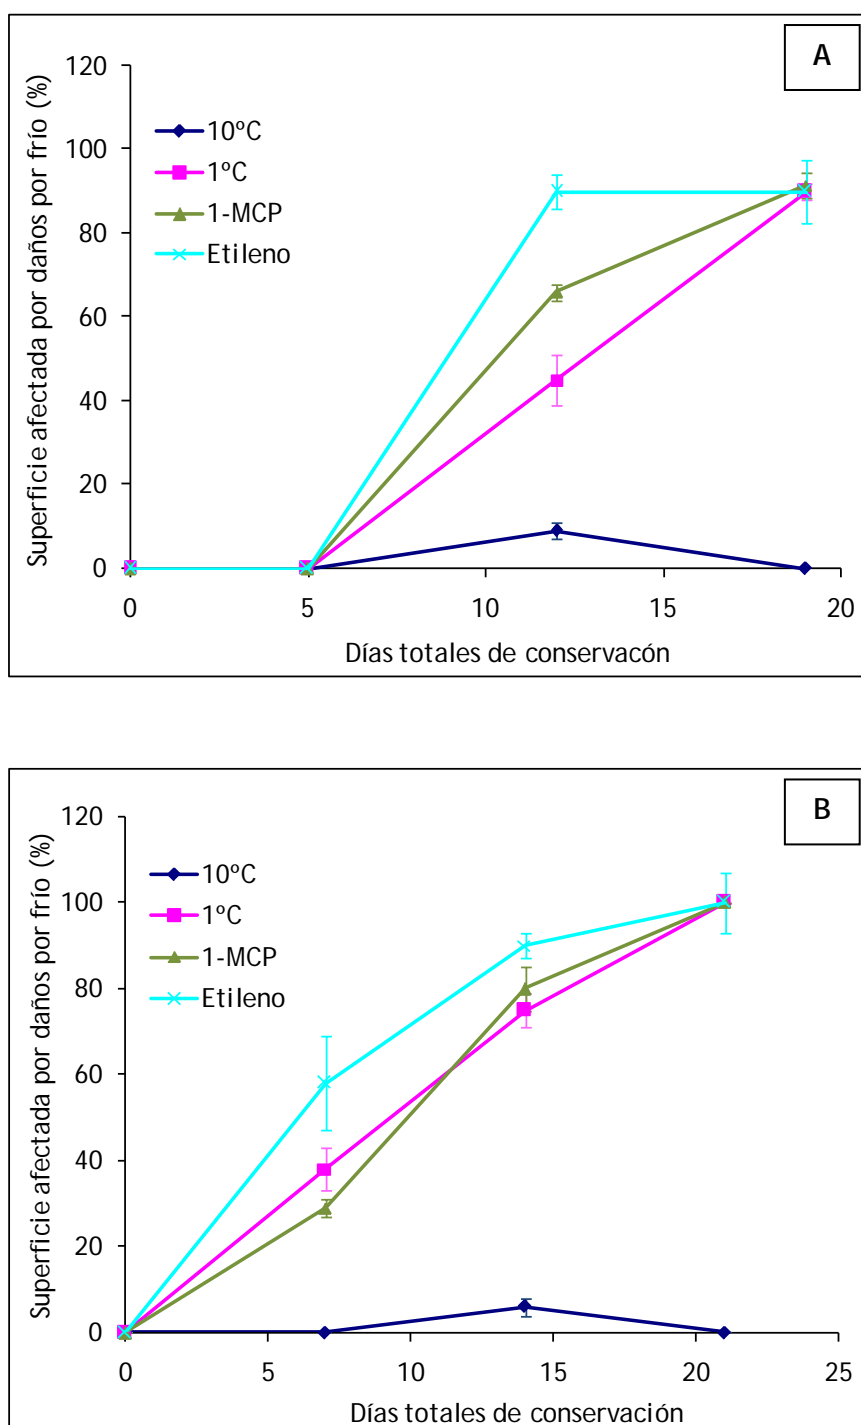 A
Superficie afectada por daños por frío (%)
120
100
80
60
40
20
0
10ºC
1ºC
1-MCP
Etileno
0 5 10 15 20
Días totales de conservacón
B
Superficie afectada por daños por frío (%)
120
100
80
60
40
20
0
10ºC
1ºC
1-MCP
Etileno
0 5 10 15 20 25
Días totales de conservación